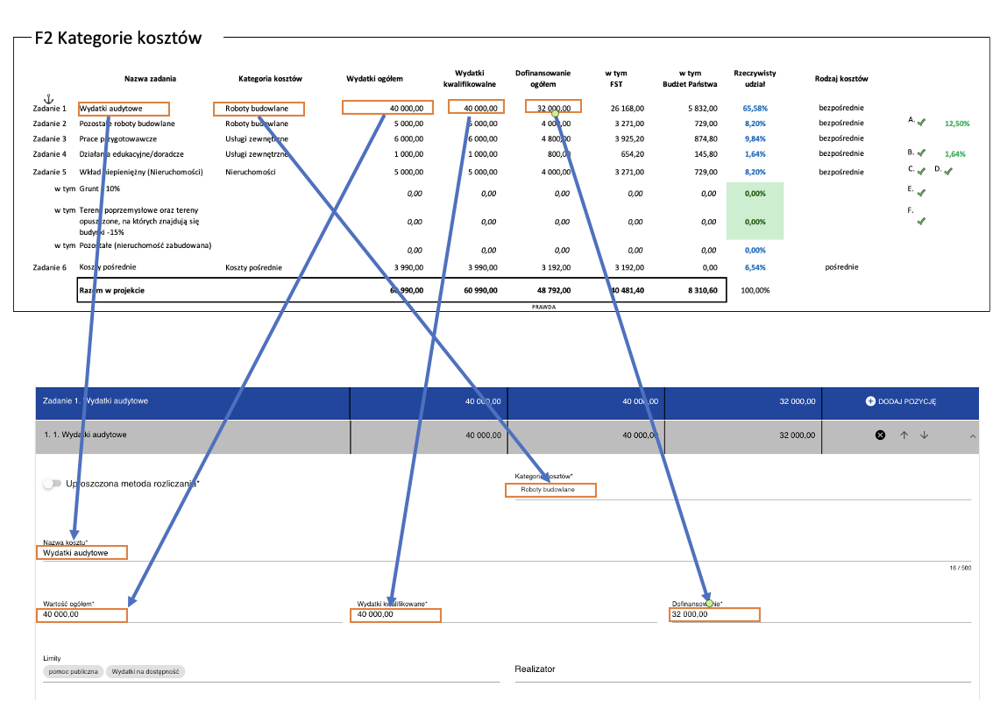 F2 Kategorie kosztów
Nazwa zadania Kategoria kosztów Wydatki ogółem Wydatki kwalifikowalne Dofinansowanie ogółem w tym FST w tym Budżet Państwa Rzeczywisty udział Rodzaj kosztów
Zadanie 1 Wydatki audytowe Roboty budowlane 40 000,00 40 000,00 32 000,00 26 168,00 5 832,00 65,58% bezpośrednie
Zadanie 2 Pozostałe roboty budowlane Roboty budowlane 5 000,00 5 000,00 4 000,00 3 271,00 729,00 8,20% bezpośrednie A. 12,50%
Zadanie 3 Prace przygotowawcze Usługi zewnętrzne 6 000,00 6 000,00 4 800,00 3 925,20 874,80 9,84% bezpośrednie
Zadanie 4 Działania edukacyjne/doradcze Usługi zewnętrzne 1 000,00 1 000,00 800,00 654,20 145,80 1,64% bezpośrednie B. 1,64%
Zadanie 5 Wkład niepieniężny (Nieruchomości) Nieruchomości 5 000,00 5 000,00 4 000,00 3 271,00 729,00 8,20% bezpośrednie C. D.
w tym Grunt -10% 0,00 0,00 0,00 0,00 0,00 0,00% E.
w tym Tereny poprzemysłowe oraz tereny
opuszczone, na których znajdują się 0,00 0,00 0,00 0,00 0,00 0,00% F.
budynki -15%
w tym Pozostałe (nieruchomość zabudowana) 0,00 0,00 0,00 0,00 0,00 0,00%
Zadanie 6 Koszty pośrednie Koszty pośrednie 3 990,00 3 990,00 3 192,00 3 192,00 0,00 6,54% pośrednie
Razem w projekcie 60 990,00 60 990,00 48 792,00 40 481,40 8 310,60 100,00%
PRAWDA
Zadanie 1. Wydatki audytowe 40 000,00 40 000,00 32 000,00 DODAJ POZYCJĘ
1. 1. Wydatki audytowe 40 000,00 40 000,00 32 000,00
Uproszczona metoda rozliczania*
Kategoria kosztów*
Roboty budowlane
Nazwa kosztu*
Wydatki audytowe
16 / 500
Wartość ogółem* Wydatki kwalifikowane* Dofinansowanie*
40 000,00 40 000,00 32 000,00
Limity
pomoc publiczna Wydatki na dostępność Realizator